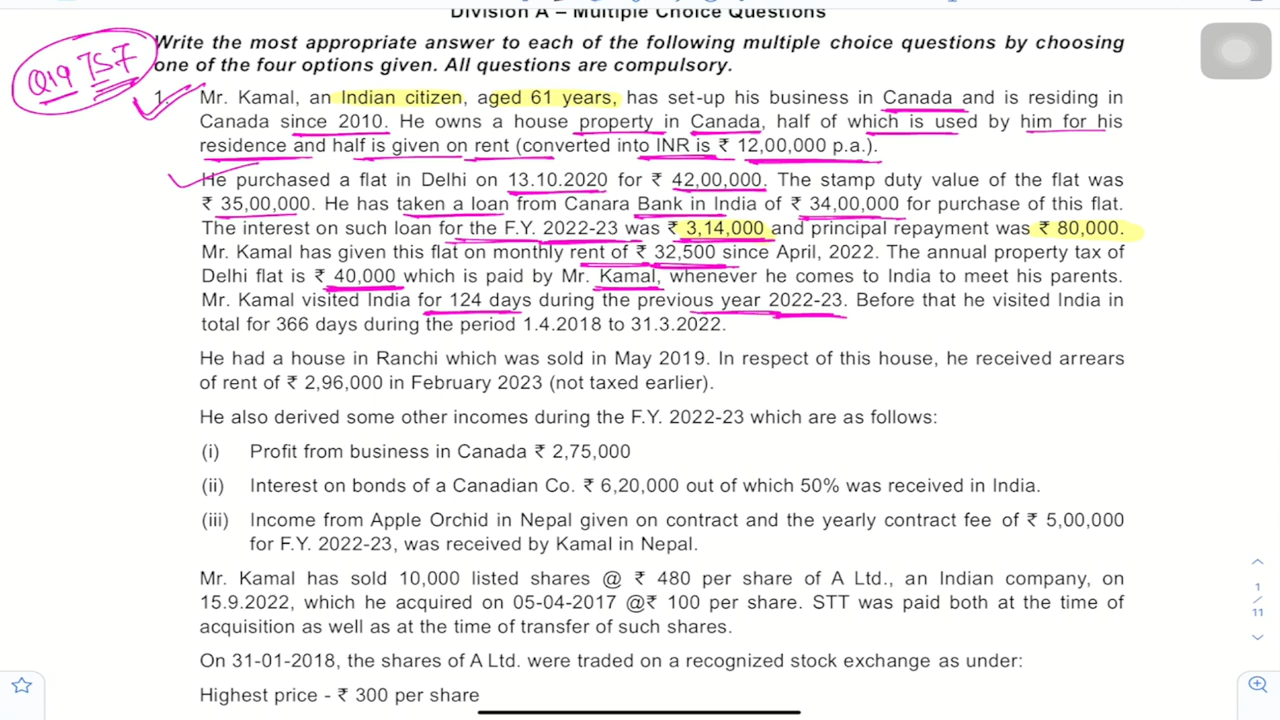 Division A – Multiple Choice Questions
Write the most appropriate answer to each of the following multiple choice questions by choosing
one of the four options given. All questions are compulsory.
Q19 TS7
1. Mr. Kamal, an Indian citizen, aged 61 years, has set-up his business in Canada and is residing in
Canada since 2010. He owns a house property in Canada, half of which is used by him for his
residence and half is given on rent (converted into INR is ₹ 12,00,000 p.a.).
He purchased a flat in Delhi on 13.10.2020 for ₹ 42,00,000. The stamp duty value of the flat was
₹ 35,00,000. He has taken a loan from Canara Bank in India of ₹ 34,00,000 for purchase of this flat.
The interest on such loan for the F.Y. 2022-23 was ₹ 3,14,000 and principal repayment was ₹ 80,000.
Mr. Kamal has given this flat on monthly rent of ₹ 32,500 since April, 2022. The annual property tax of
Delhi flat is ₹ 40,000 which is paid by Mr. Kamal, whenever he comes to India to meet his parents.
Mr. Kamal visited India for 124 days during the previous year 2022-23. Before that he visited India in
total for 366 days during the period 1.4.2018 to 31.3.2022.
He had a house in Ranchi which was sold in May 2019. In respect of this house, he received arrears
of rent of ₹ 2,96,000 in February 2023 (not taxed earlier).
He also derived some other incomes during the F.Y. 2022-23 which are as follows:
(i) Profit from business in Canada ₹ 2,75,000
(ii) Interest on bonds of a Canadian Co. ₹ 6,20,000 out of which 50% was received in India.
(iii) Income from Apple Orchid in Nepal given on contract and the yearly contract fee of ₹ 5,00,000
for F.Y. 2022-23, was received by Kamal in Nepal.
Mr. Kamal has sold 10,000 listed shares @ ₹ 480 per share of A Ltd., an Indian company, on
15.9.2022, which he acquired on 05-04-2017 @₹ 100 per share. STT was paid both at the time of
acquisition as well as at the time of transfer of such shares.
On 31-01-2018, the shares of A Ltd. were traded on a recognized stock exchange as under:
Highest price - ₹ 300 per share
1
/
11